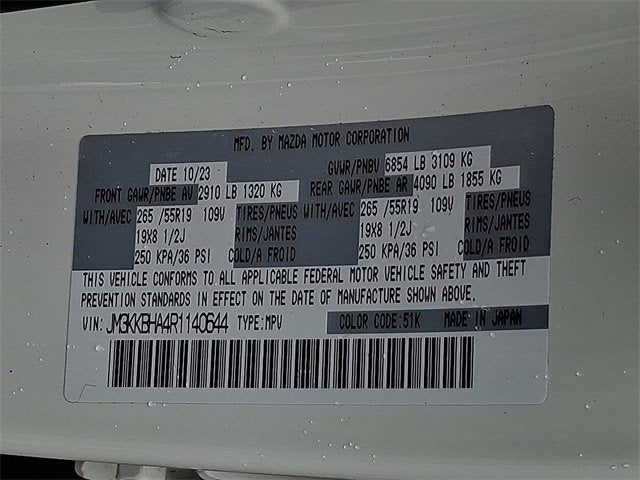 MFD. BY MAZDA MOTOR CORPORATION
DATE 10/23 GVWR/PNBV 6854 LB 3109 KG
FRONT GAWR/PNBE AV 2910 LB 1320 KG REAR GAWR/PNBE AR 4090 LB 1855 KG
WITH/AVEC 265 /55R19 109V TIRES/PNEUS WITH/AVEC 265 /55R19 109V TIRES/PNEUS
19X8 1/2J RIMS/JANTES 19X8 1/2J RIMS/JANTES
250 KPA/36 PSI COLD/A FROID 250 KPA/36 PSI COLD/A FROID
THIS VEHICLE CONFORMS TO ALL APPLICABLE FEDERAL MOTOR VEHICLE SAFETY AND THEFT
PREVENTION STANDARDS IN EFFECT ON THE DATE OF MANUFACTURE SHOWN ABOVE.
VIN: JM3KKBHA4R1140644 TYPE:MPV COLOR CODE:51K MADE IN JAPAN